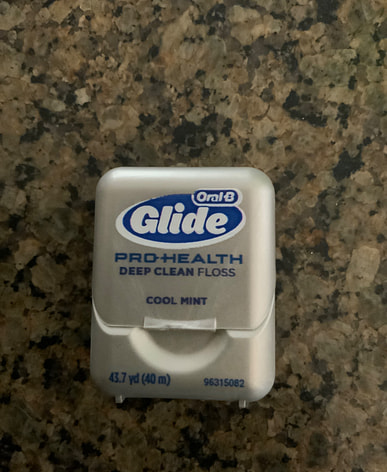 Oral-B
Glide
PRO-HEALTH
DEEP CLEAN FLOSS
COOL MINT
43.7 yd (40 m) 96315082